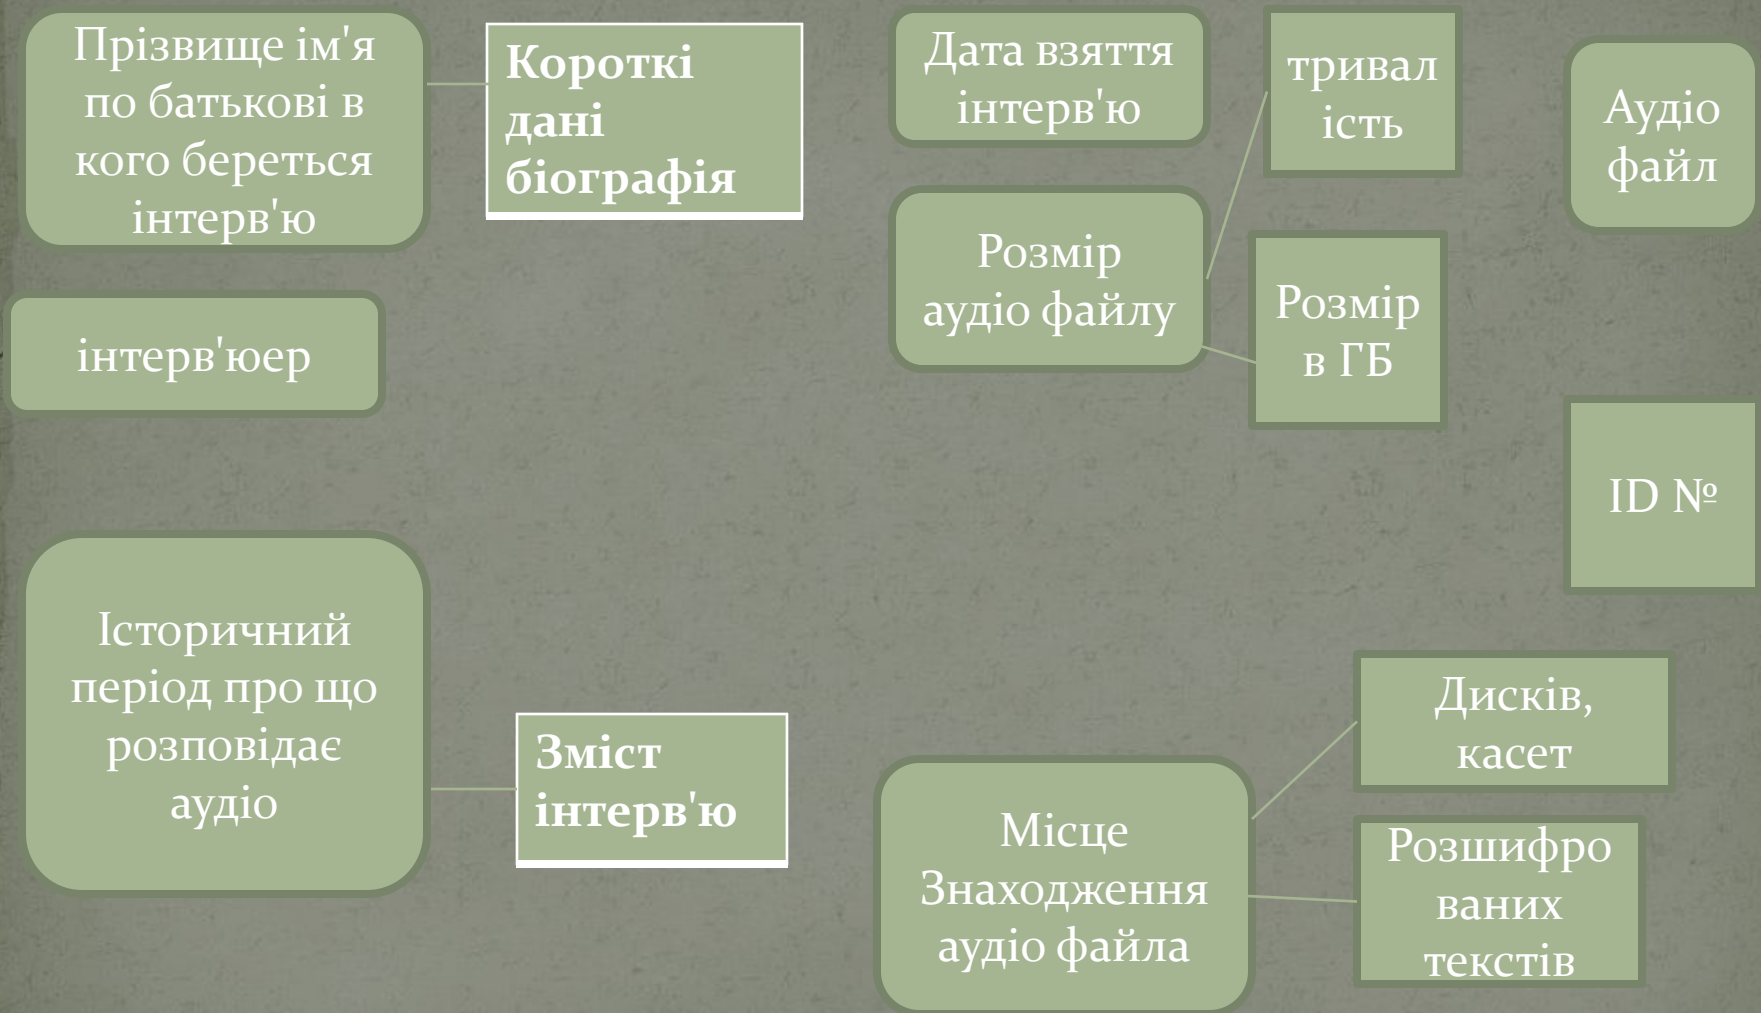 Прізвище ім'я
по батькові в
кого береться
інтерв'ю
Короткі
дані
біографія
Дата взяття
інтерв'ю
тривал
ість
Аудіо
файл
Розмір
аудіо файлу
Розмір
в ГБ
інтерв'юер
ID №
Історичний
період про що
розповідає
аудіо
Зміст
інтерв'ю
Місце
Знаходження
аудіо файла
Дисків,
касет
Розшифро
ваних
текстів